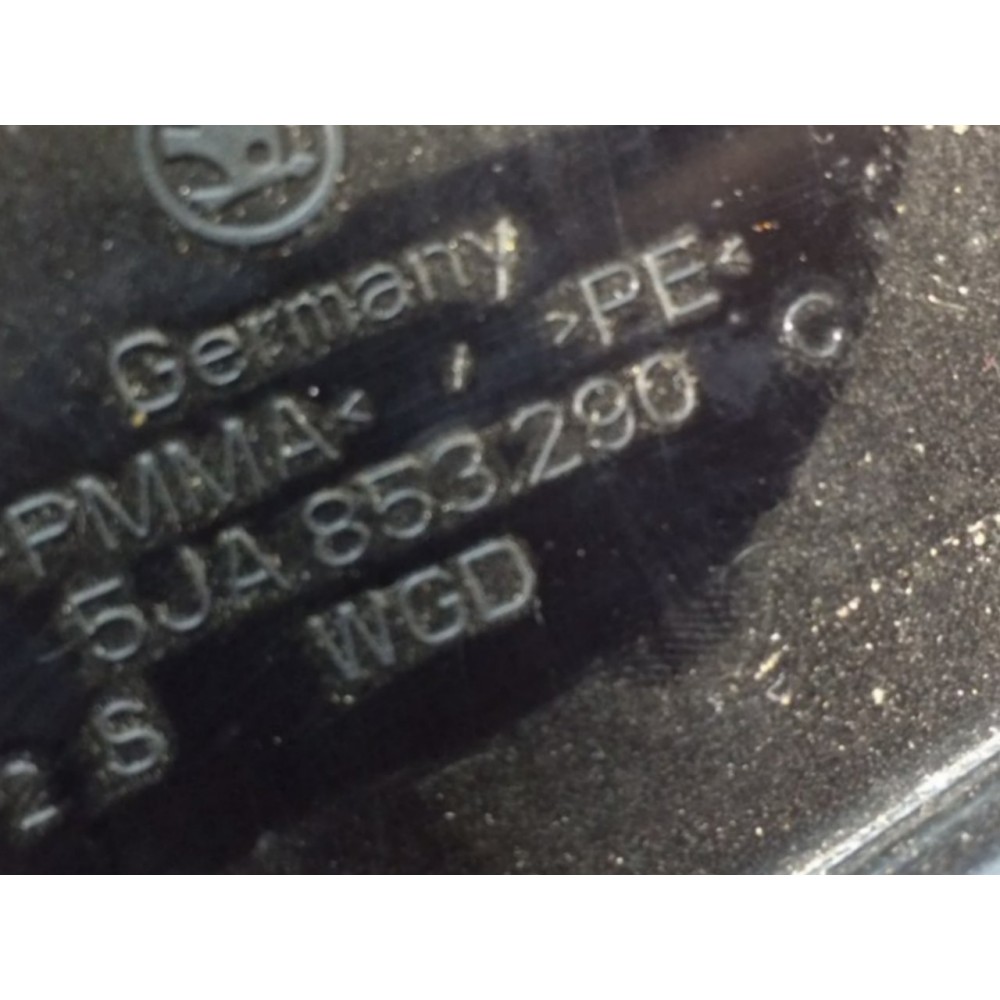 Germany
>PMMA< / >PE<
5JA 853 290 C
WGD
2 S